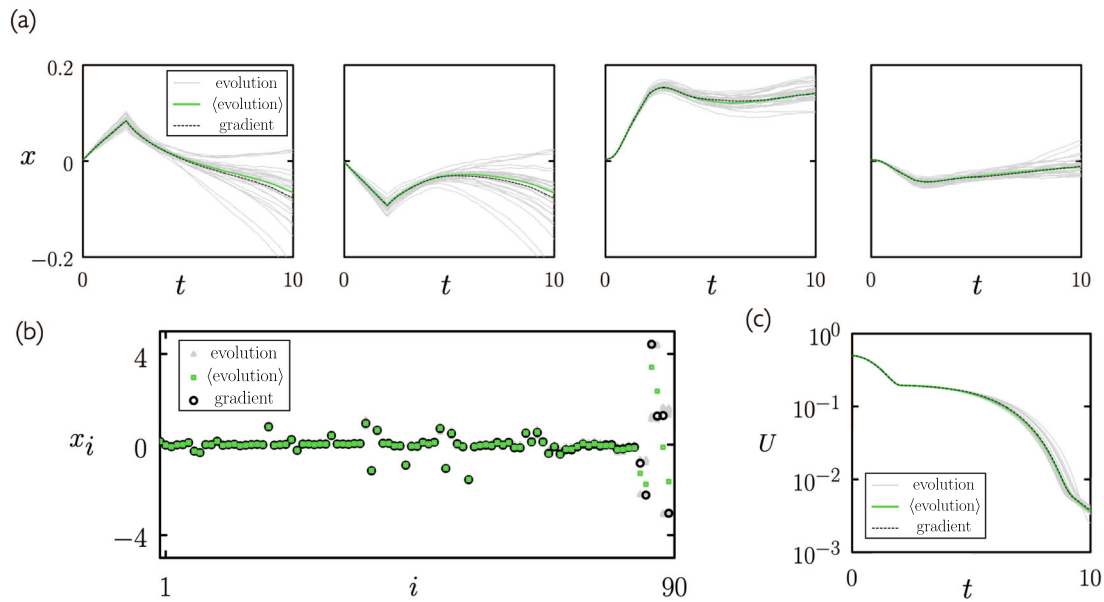 (a)
0.2
x
0
−0.2
evolution
⟨evolution⟩
gradient
0 t 10
0 t 10
0 t 10
0 t 10
(b)
4
x_i
0
−4
evolution
⟨evolution⟩
gradient
1 i 90
(c)
10^0
10^{-1}
U
10^{-2}
10^{-3}
evolution
⟨evolution⟩
gradient
0 t 10